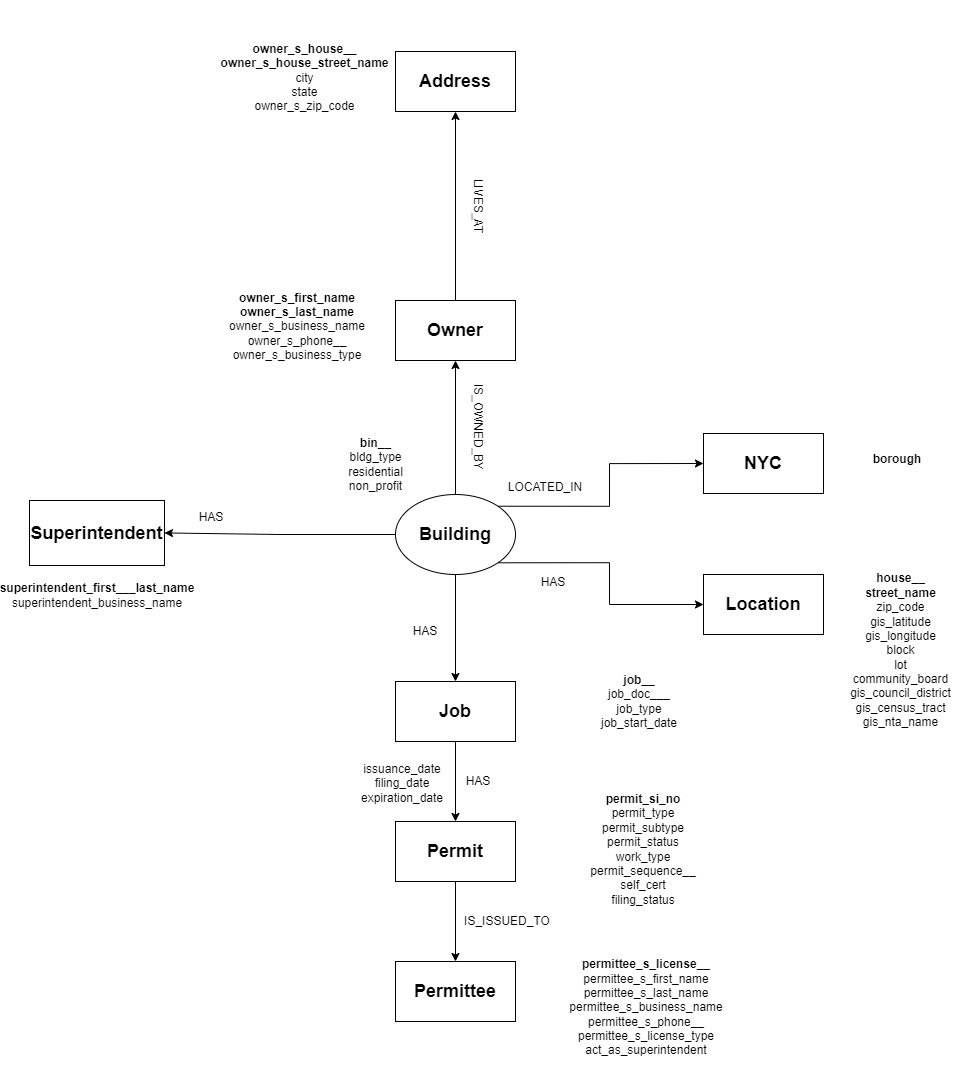 owner_s_house__
owner_s_house_street_name
city
state
owner_s_zip_code
Address
LIVES_AT
owner_s_first_name
owner_s_last_name
owner_s_business_name
owner_s_phone__
owner_s_business_type
Owner
IS_OWNED_BY
bin__
bldg_type
residential
non_profit
LOCATED_IN
NYC
borough
Superintendent
HAS
Building
superintendent_first___last_name
superintendent_business_name
HAS
Location
house__
street_name
zip_code
gis_latitude
gis_longitude
block
lot
community_board
gis_council_district
gis_census_tract
gis_nta_name
HAS
Job
job__
job_doc___
job_type
job_start_date
issuance_date
filing_date
expiration_date
HAS
Permit
permit_si_no
permit_type
permit_subtype
permit_status
work_type
permit_sequence__
self_cert
filing_status
IS_ISSUED_TO
Permittee
permittee_s_license__
permittee_s_first_name
permittee_s_last_name
permittee_s_business_name
permittee_s_phone__
permittee_s_license_type
act_as_superintendent